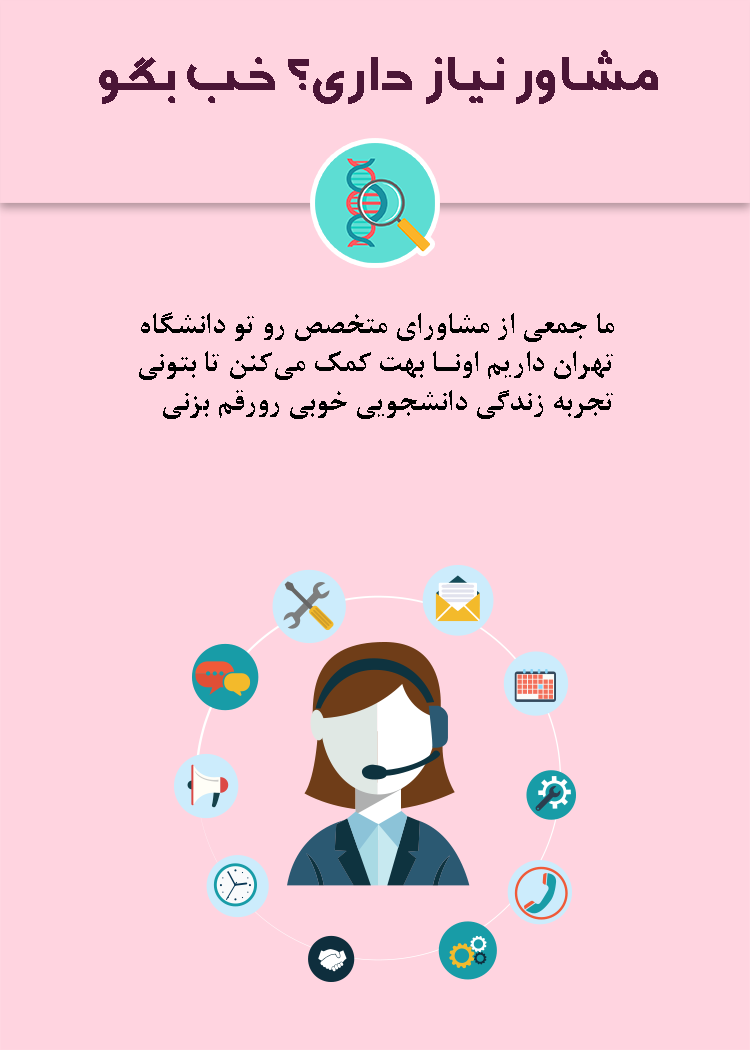 مشاور نیاز داری؟ خب بگو
ما جمعی از مشاورای متخصص رو تو دانشگاه
تهران داریم اونــا بهت کمک می‌کنن تا بتونی
تجربه زندگی دانشجویی خوبی رورقم بزنی